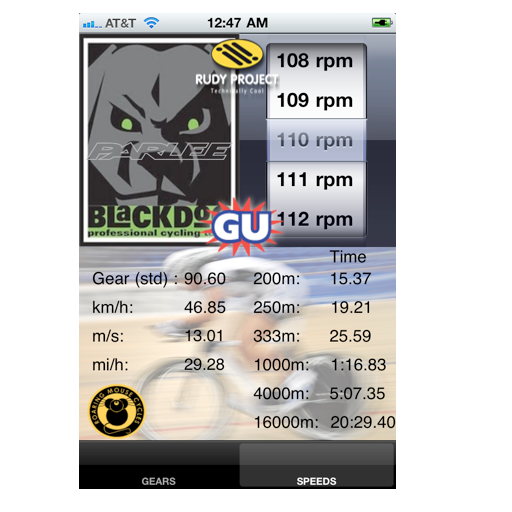 AT&T 12:47 AM
RUDY PROJECT
Technically Cool
PARLEE
BLaCKDo
professional cycling
GU
108 rpm
109 rpm
110 rpm
111 rpm
112 rpm
Time
Gear (std) : 90.60 200m: 15.37
km/h: 46.85 250m: 19.21
m/s: 13.01 333m: 25.59
mi/h: 29.28 1000m: 1:16.83
4000m: 5:07.35
16000m: 20:29.40
ROARING MOUSE CYCLES
GEARS SPEEDS